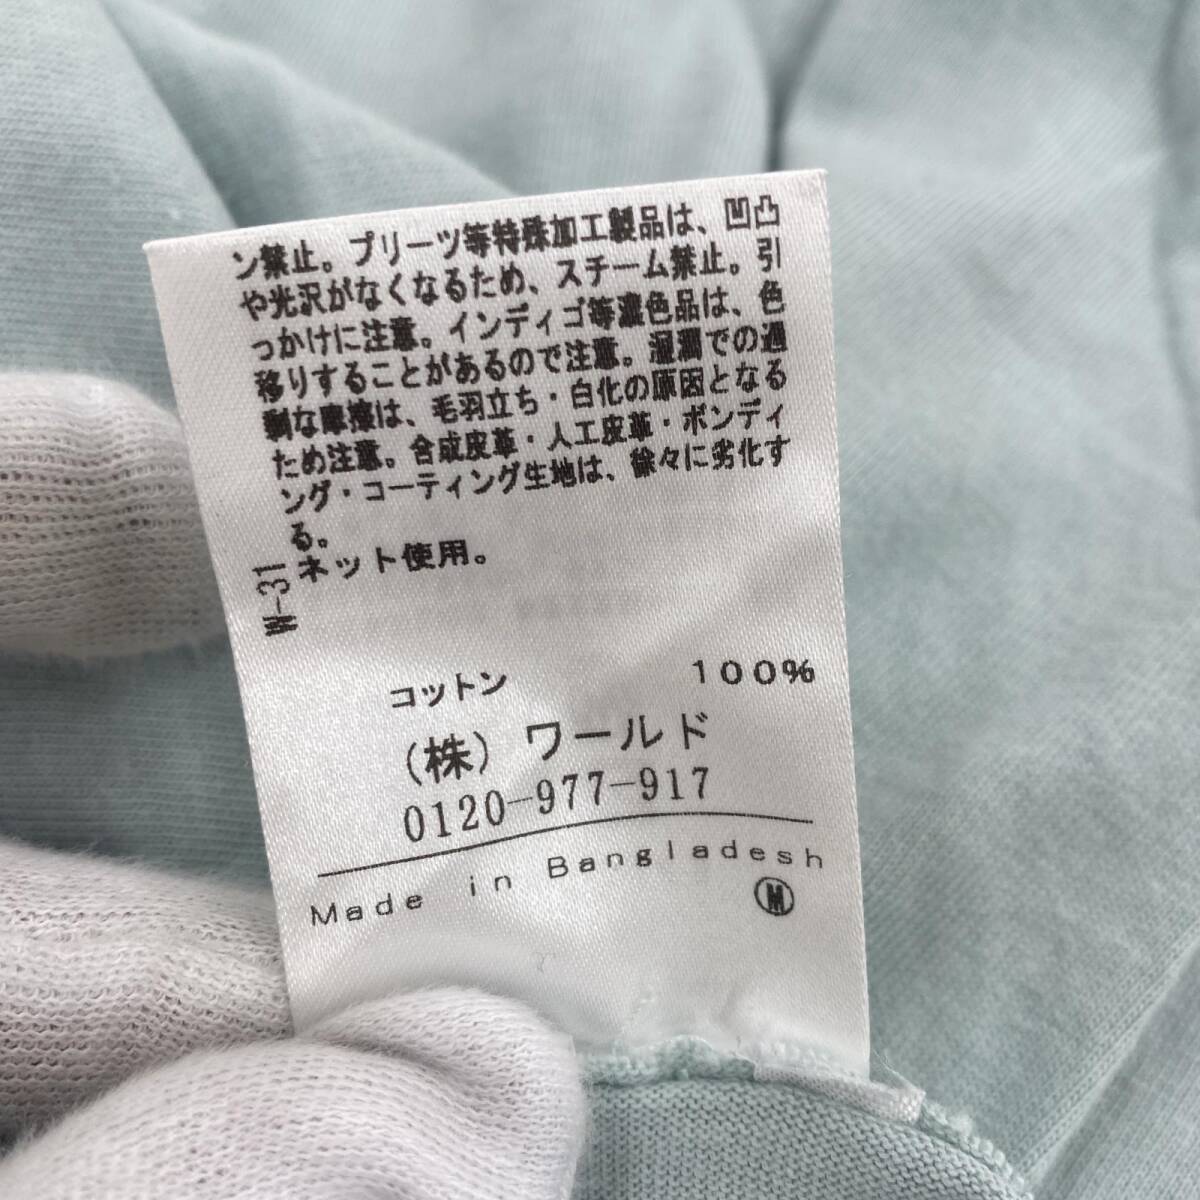 ン禁止。プリーツ等特殊加工製品は、凹凸
や光沢がなくなるため、スチーム禁止。引
っかけに注意。インディゴ等濃色品は、色
移りすることがあるので注意。湿潤での過
剰な摩擦は、毛羽立ち・白化の原因となる
ため注意。合成皮革・人工皮革・ボンディ
ング・コーティング生地は、徐々に劣化す
る。
ネット使用。
W-31
コットン 100%
(株) ワールド
0120-977-917
Made in Bangladesh
M